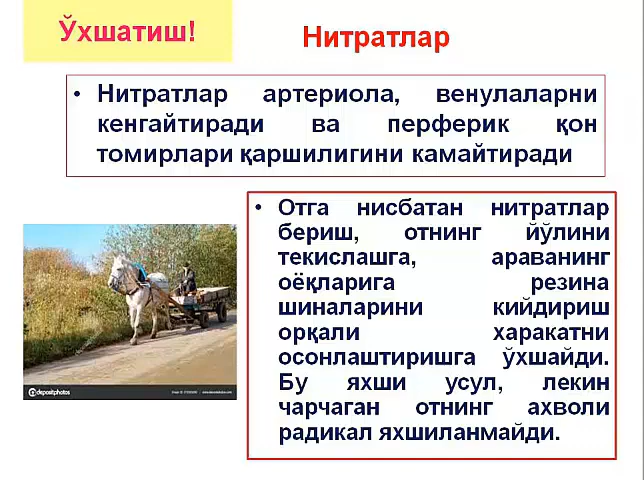 Ўхшатиш!
Нитратлар
• Нитратлар артериола, венулаларни
кенгайтиради ва перферик қон
томирлари қаршилигини камайтиради
• Отга нисбатан нитратлар
бериш, отнинг йўлини
текислашга, араванинг
оёқларига резина
шиналарини кийдириш
орқали харакатни
осонлаштиришга ўхшайди.
Бу яхши усул, лекин
чарчаган отнинг ахволи
радикал яхшиланмайди.
depositphotos